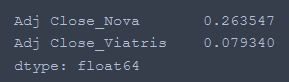 Adj Close_Nova 0.263547
Adj Close_Viatris 0.079340
dtype: float64